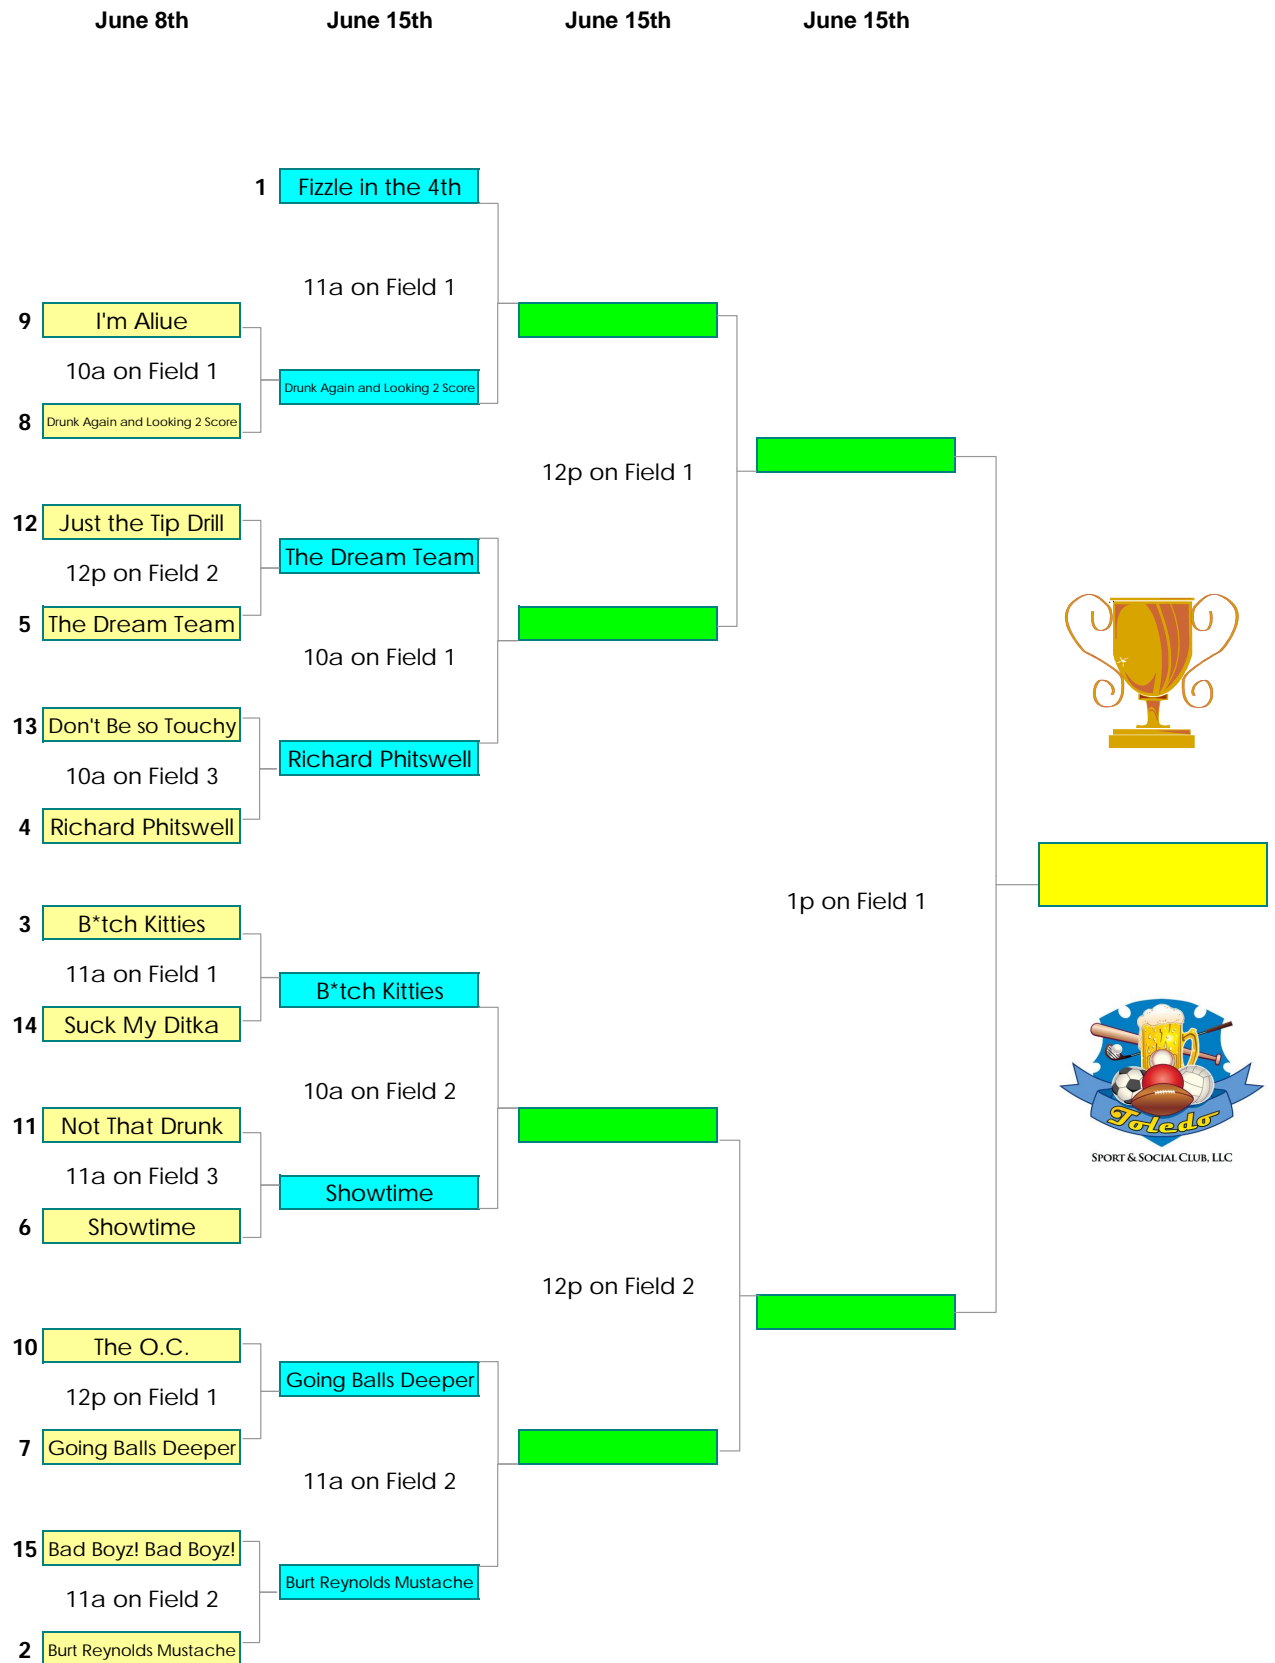 June 8th June 15th June 15th June 15th
1 Fizzle in the 4th
11a on Field 1
9 I'm Aliue
10a on Field 1
Drunk Again and Looking 2 Score
8 Drunk Again and Looking 2 Score
12p on Field 1
12 Just the Tip Drill
The Dream Team
12p on Field 2
5 The Dream Team
10a on Field 1
13 Don't Be so Touchy
Richard Phitswell
10a on Field 3
4 Richard Phitswell
1p on Field 1
3 B*tch Kitties
11a on Field 1
B*tch Kitties
14 Suck My Ditka
10a on Field 2
11 Not That Drunk
Toledo
SPORT & SOCIAL CLUB, LLC
11a on Field 3
Showtime
6 Showtime
12p on Field 2
10 The O.C.
Going Balls Deeper
12p on Field 1
7 Going Balls Deeper
11a on Field 2
15 Bad Boyz! Bad Boyz!
Burt Reynolds Mustache
11a on Field 2
2 Burt Reynolds Mustache